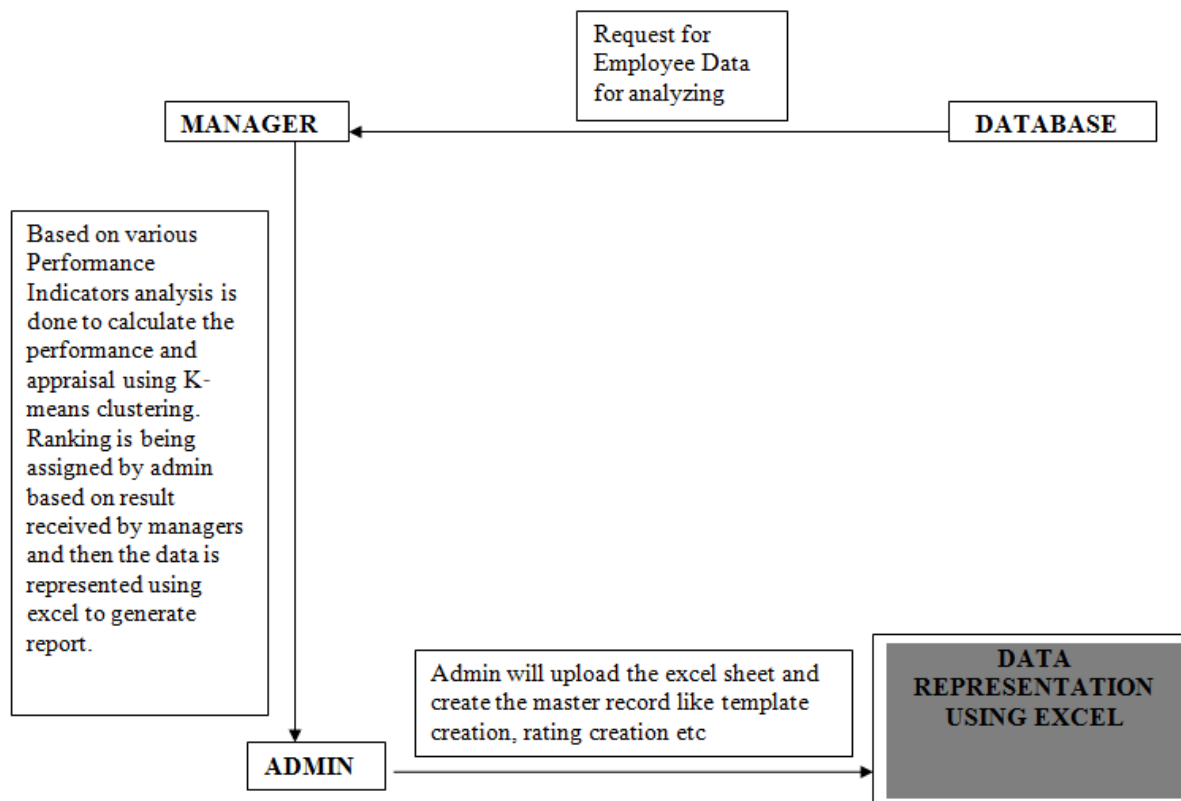 Request for
Employee Data
for analyzing
MANAGER
DATABASE
Based on various
Performance
Indicators analysis is
done to calculate the
performance and
appraisal using K-
means clustering.
Ranking is being
assigned by admin
based on result
received by managers
and then the data is
represented using
excel to generate
report.
Admin will upload the excel sheet and
create the master record like template
creation, rating creation etc
ADMIN
DATA
REPRESENTATION
USING EXCEL